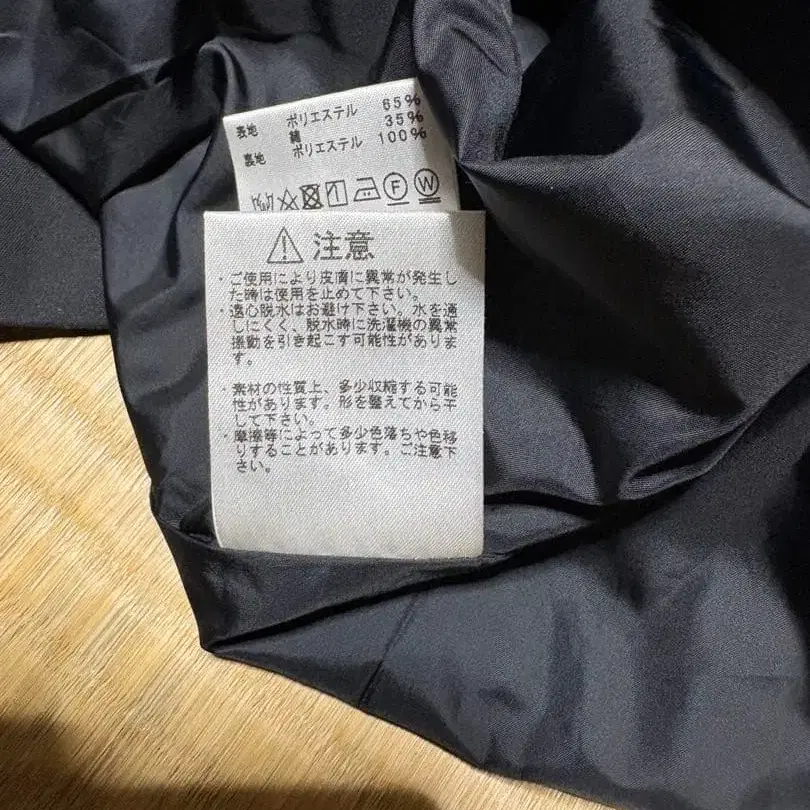 表地 ポリエステル 65%
綿 35%
裏地 ポリエステル 100%
F W
注意
・ご使用により皮膚に異常が発生し
た時は使用を止めて下さい。
・遠心脱水はお避け下さい。水を通
しにくく、脱水時に洗濯機の異常
振動を引き起こす可能性がありま
す。
・素材の性質上、多少収縮する可能
性があります。形を整えてから干
して下さい。
・摩擦等によって多少色落ちや色移
りすることがあります。ご注意下
さい。